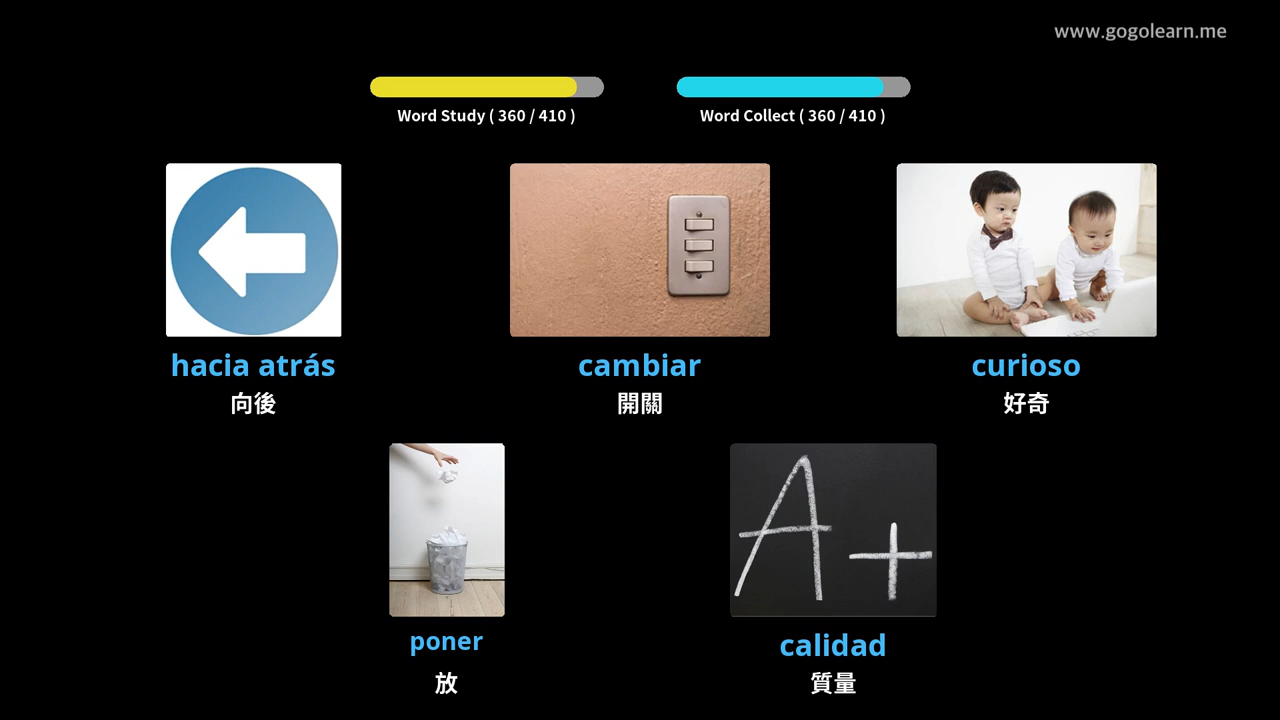 www.gogolearn.me
Word Study ( 360 / 410 )
Word Collect ( 360 / 410 )
hacia atrás
向後
cambiar
開關
curioso
好奇
A+
poner
放
calidad
質量